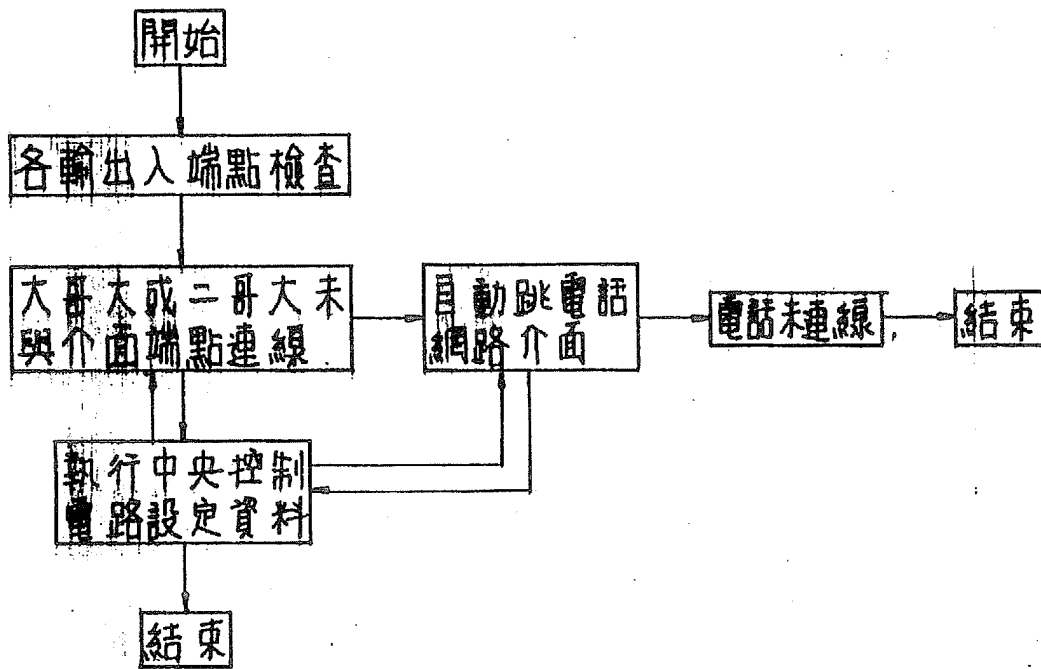 開始
各輸出入端點檢查
大哥大或二哥大未
與介面端點連線
自動跳電話
網路介面
電話未連線
結束
執行中央控制
電路設定資料
結束